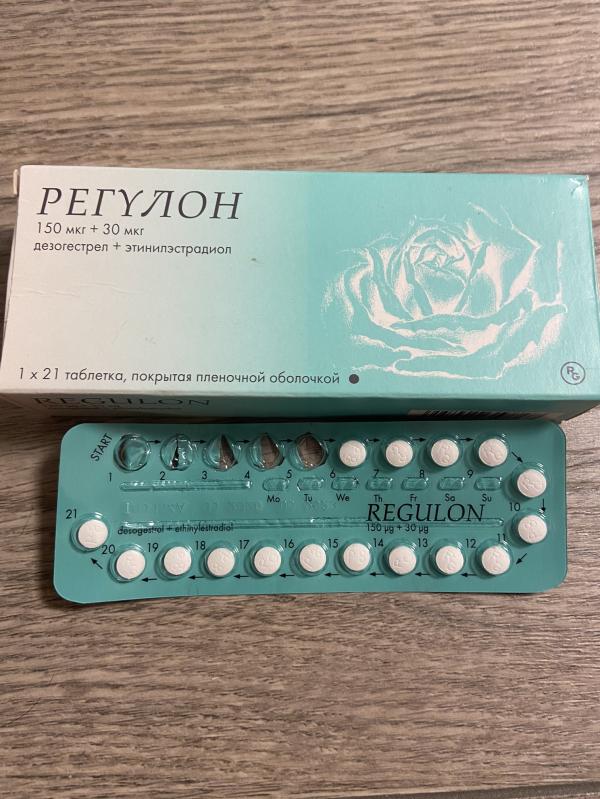 РЕГУЛОН
150 мкг + 30 мкг
дезогестрел + этинилэстрадиол
1 x 21 таблетка, покрытая пленочной оболочкой
RG
REGULON
START
1 2 3 4 5 6 7 8 9
Mo Tu We Th Fr Sa Su
10
REGULON
desogestrol + ethinylestradiol 150 µg + 30 µg
21
20 19 18 17 16 15 14 13 12 11